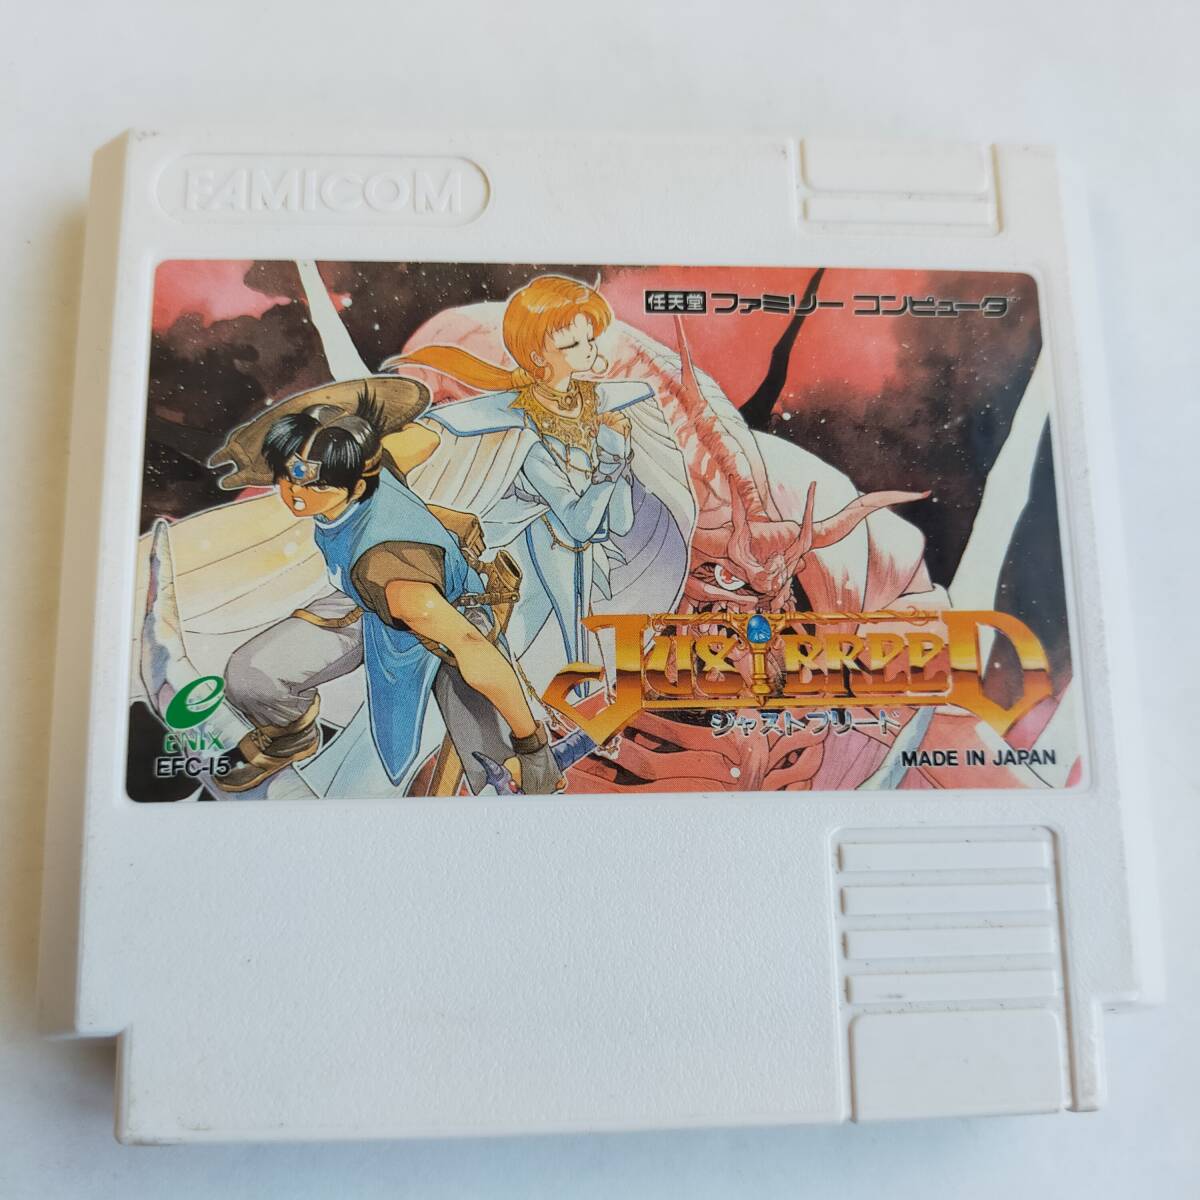 FAMICOM
任天堂 ファミリー コンピュータ
JUST BREED
ジャストブリード
ENIX
EFC-I5
MADE IN JAPAN